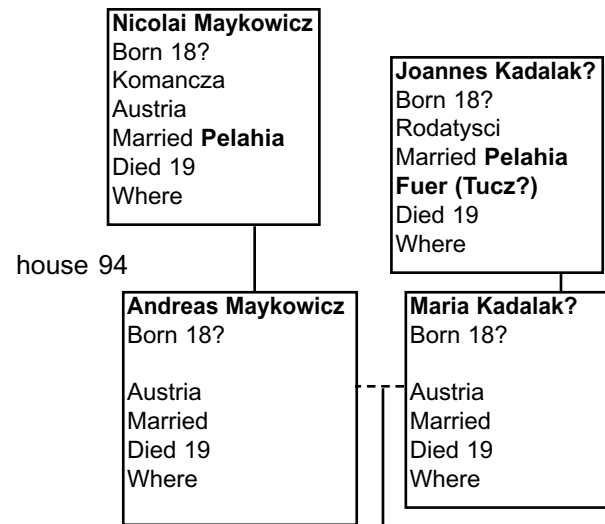 Nicolai Maykowicz
Born 18?
Komancza
Austria
Married Pelahia
Died 19
Where
Joannes Kadalak?
Born 18?
Rodatysci
Married Pelahia
Fuer (Tucz?)
Died 19
Where
house 94
Andreas Maykowicz
Born 18?
Austria
Married
Died 19
Where
Maria Kadalak?
Born 18?
Austria
Married
Died 19
Where